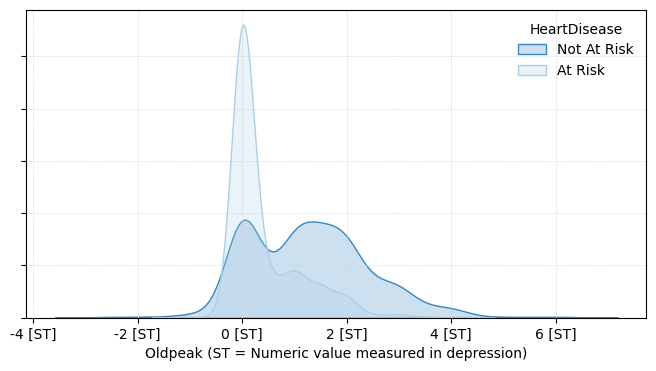 HeartDisease
Not At Risk
At Risk
-4 [ST] -2 [ST] 0 [ST] 2 [ST] 4 [ST] 6 [ST]
Oldpeak (ST = Numeric value measured in depression)